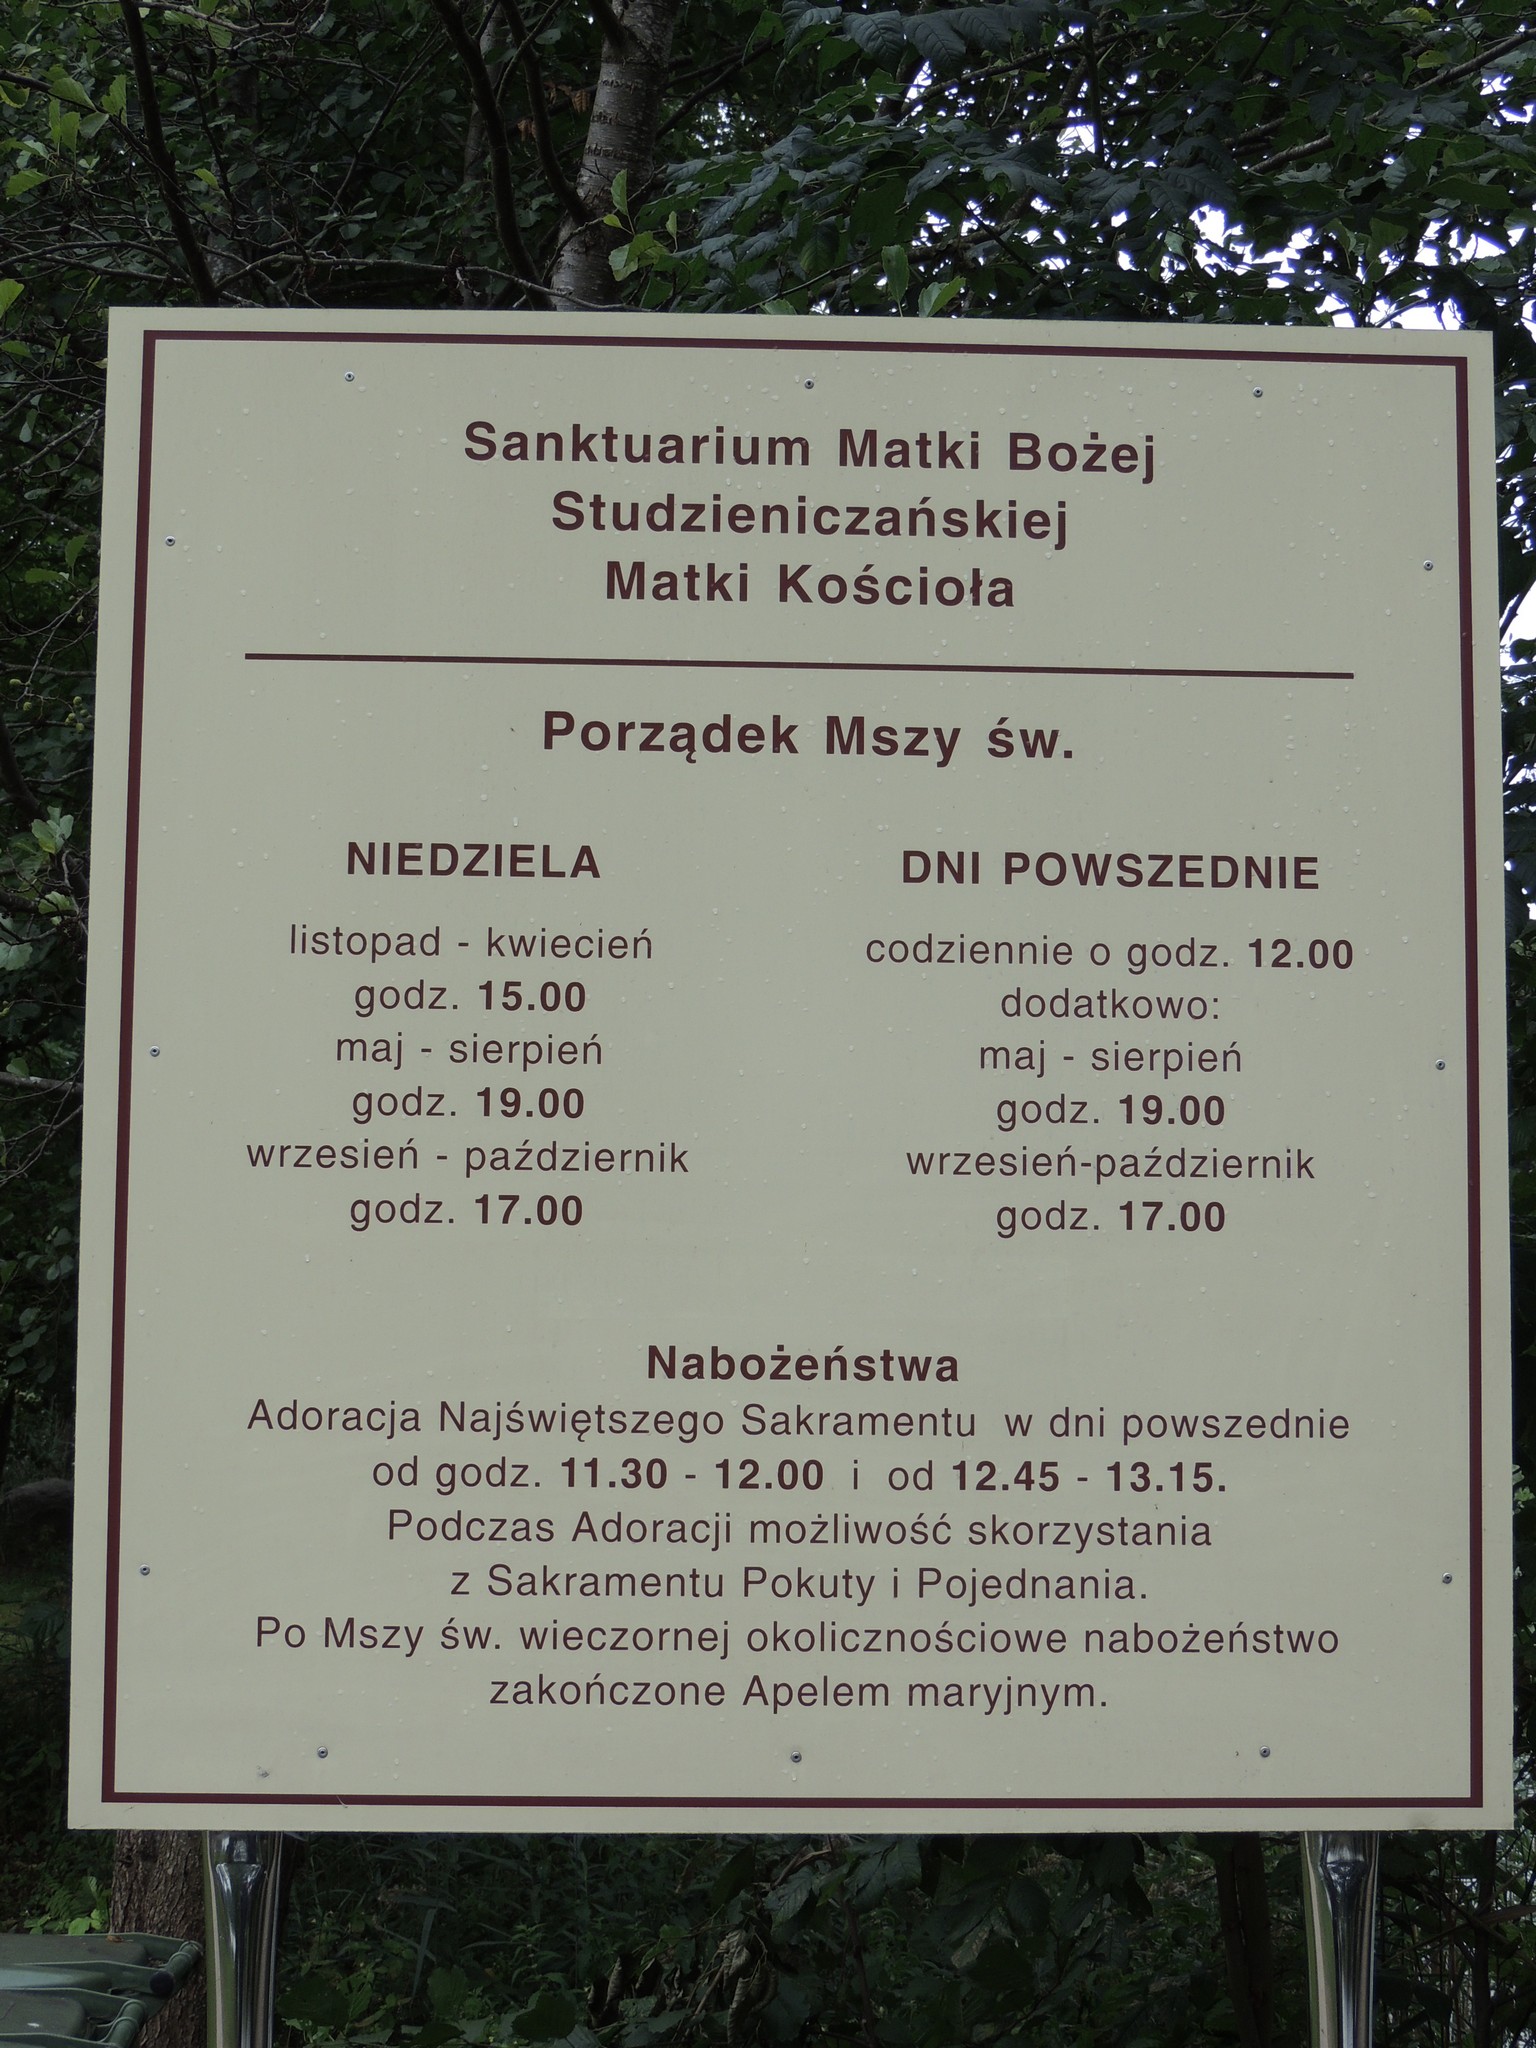 Sanktuarium Matki Bożej
Studzieniczańskiej
Matki Kościoła
Porządek Mszy św.
NIEDZIELA
listopad - kwiecień
godz. 15.00
maj - sierpień
godz. 19.00
wrzesień - październik
godz. 17.00
DNI POWSZEDNIE
codziennie o godz. 12.00
dodatkowo:
maj - sierpień
godz. 19.00
wrzesień-październik
godz. 17.00
Nabożeństwa
Adoracja Najświętszego Sakramentu w dni powszednie
od godz. 11.30 - 12.00 i od 12.45 - 13.15.
Podczas Adoracji możliwość skorzystania
z Sakramentu Pokuty i Pojednania.
Po Mszy św. wieczornej okolicznościowe nabożeństwo
zakończone Apelem maryjnym.